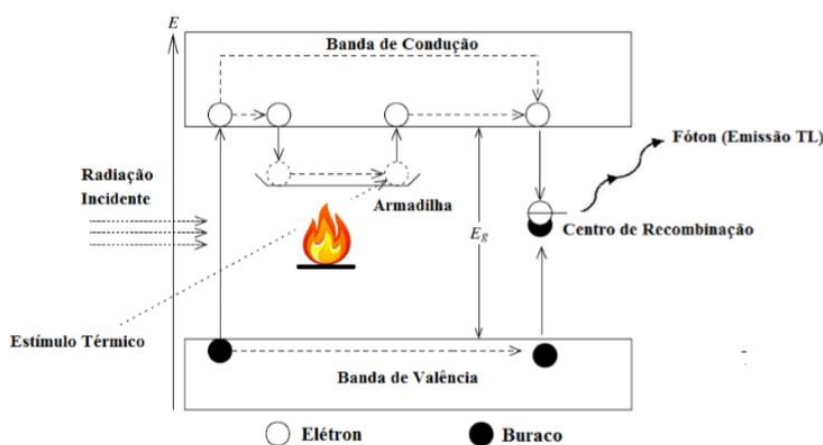 E
Banda de Condução
Fóton (Emissão TL)
Radiação
Incidente
Armadilha
Centro de Recombinação
Eg
Estímulo Térmico
Banda de Valência
Elétron
Buraco